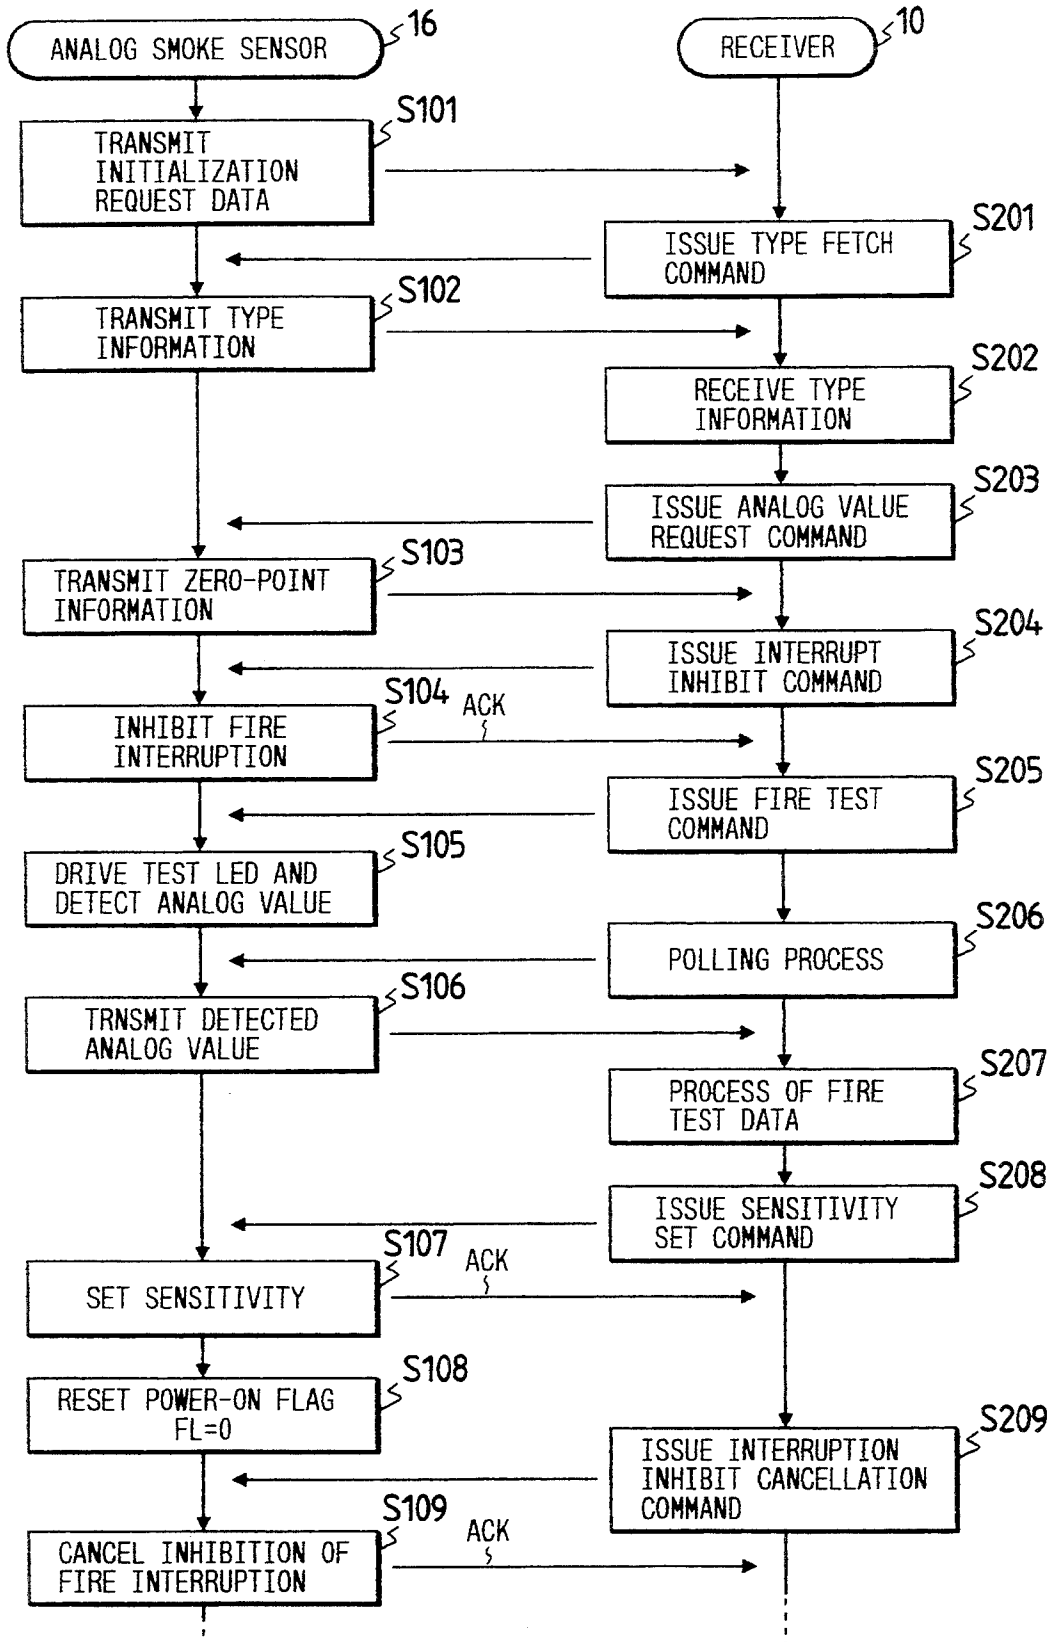 ANALOG SMOKE SENSOR
16
RECEIVER
10
S101
TRANSMIT
INITIALIZATION
REQUEST DATA
S201
ISSUE TYPE FETCH
COMMAND
S102
TRANSMIT TYPE
INFORMATION
S202
RECEIVE TYPE
INFORMATION
S203
ISSUE ANALOG VALUE
REQUEST COMMAND
S103
TRANSMIT ZERO-POINT
INFORMATION
S204
ISSUE INTERRUPT
INHIBIT COMMAND
S104
ACK
INHIBIT FIRE
INTERRUPTION
S205
ISSUE FIRE TEST
COMMAND
S105
DRIVE TEST LED AND
DETECT ANALOG VALUE
S206
POLLING PROCESS
S106
TRNSMIT DETECTED
ANALOG VALUE
S207
PROCESS OF FIRE
TEST DATA
S208
ISSUE SENSITIVITY
SET COMMAND
S107
ACK
SET SENSITIVITY
S108
RESET POWER-ON FLAG
FL=0
S209
ISSUE INTERRUPTION
INHIBIT CANCELLATION
COMMAND
S109
ACK
CANCEL INHIBITION OF
FIRE INTERRUPTION